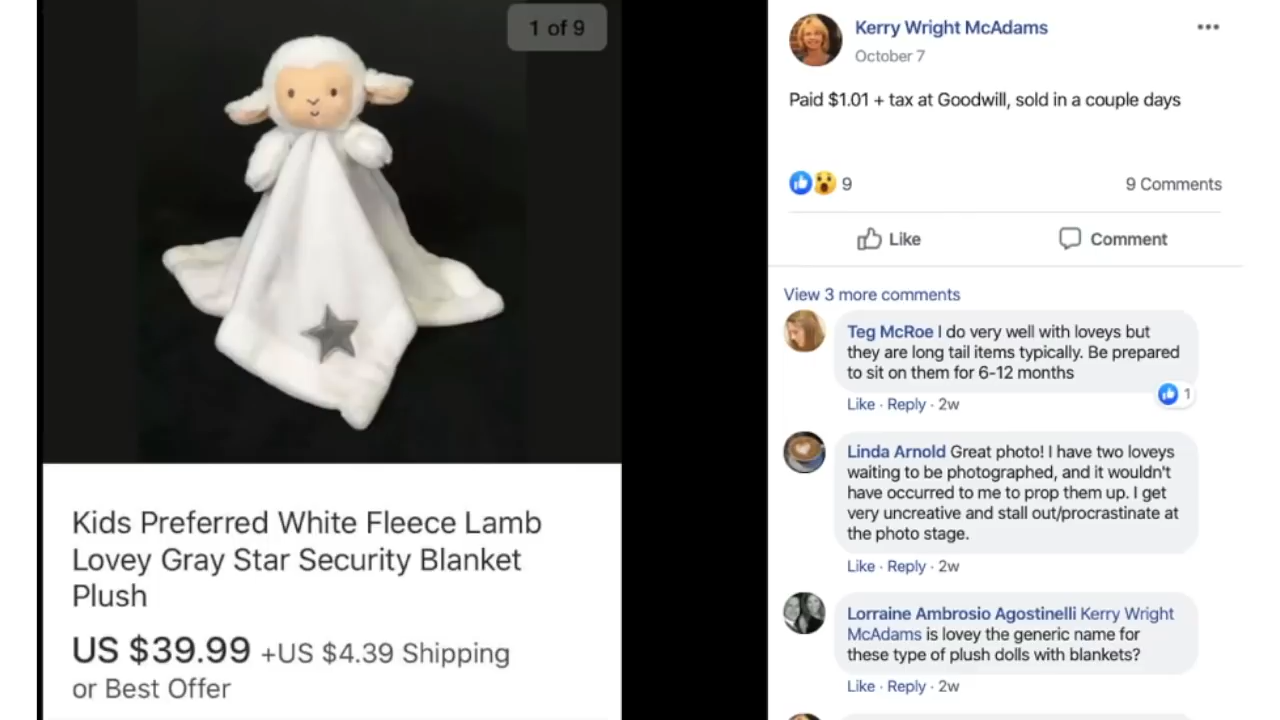 1 of 9
Kids Preferred White Fleece Lamb
Lovey Gray Star Security Blanket
Plush
US $39.99 +US $4.39 Shipping
or Best Offer
Kerry Wright McAdams
October 7
Paid $1.01 + tax at Goodwill, sold in a couple days
9
9 Comments
Like
Comment
View 3 more comments
Teg McRoe I do very well with loveys but
they are long tail items typically. Be prepared
to sit on them for 6-12 months
1
Like · Reply · 2w
Linda Arnold Great photo! I have two loveys
waiting to be photographed, and it wouldn't
have occurred to me to prop them up. I get
very uncreative and stall out/procrastinate at
the photo stage.
Like · Reply · 2w
Lorraine Ambrosio Agostinelli Kerry Wright
McAdams is lovey the generic name for
these type of plush dolls with blankets?
Like · Reply · 2w